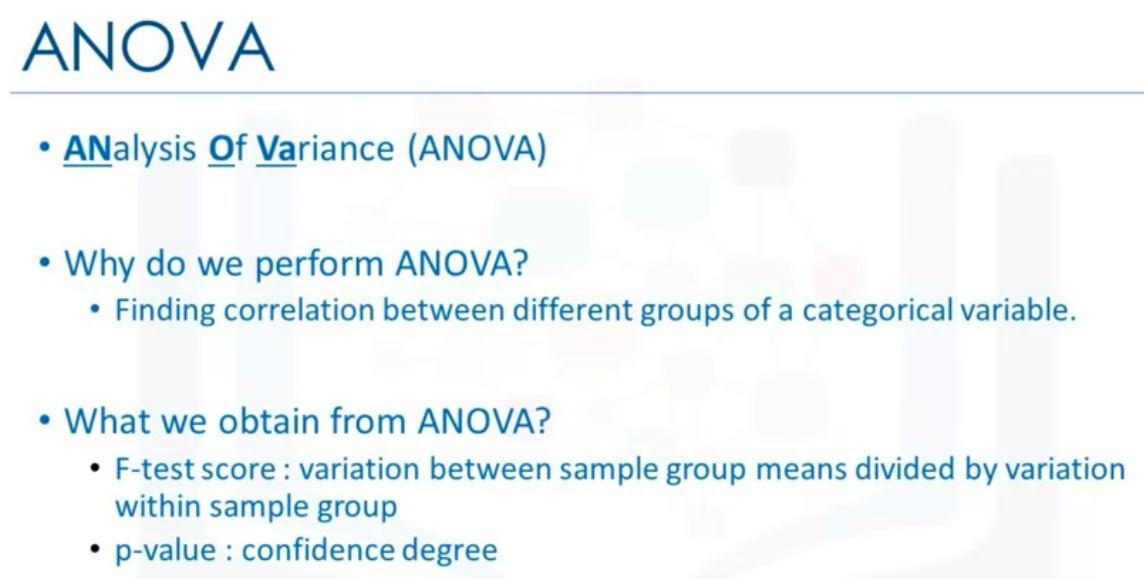 ANOVA
• ANalysis Of Variance (ANOVA)
• Why do we perform ANOVA?
• Finding correlation between different groups of a categorical variable.
• What we obtain from ANOVA?
• F-test score : variation between sample group means divided by variation
within sample group
• p-value : confidence degree